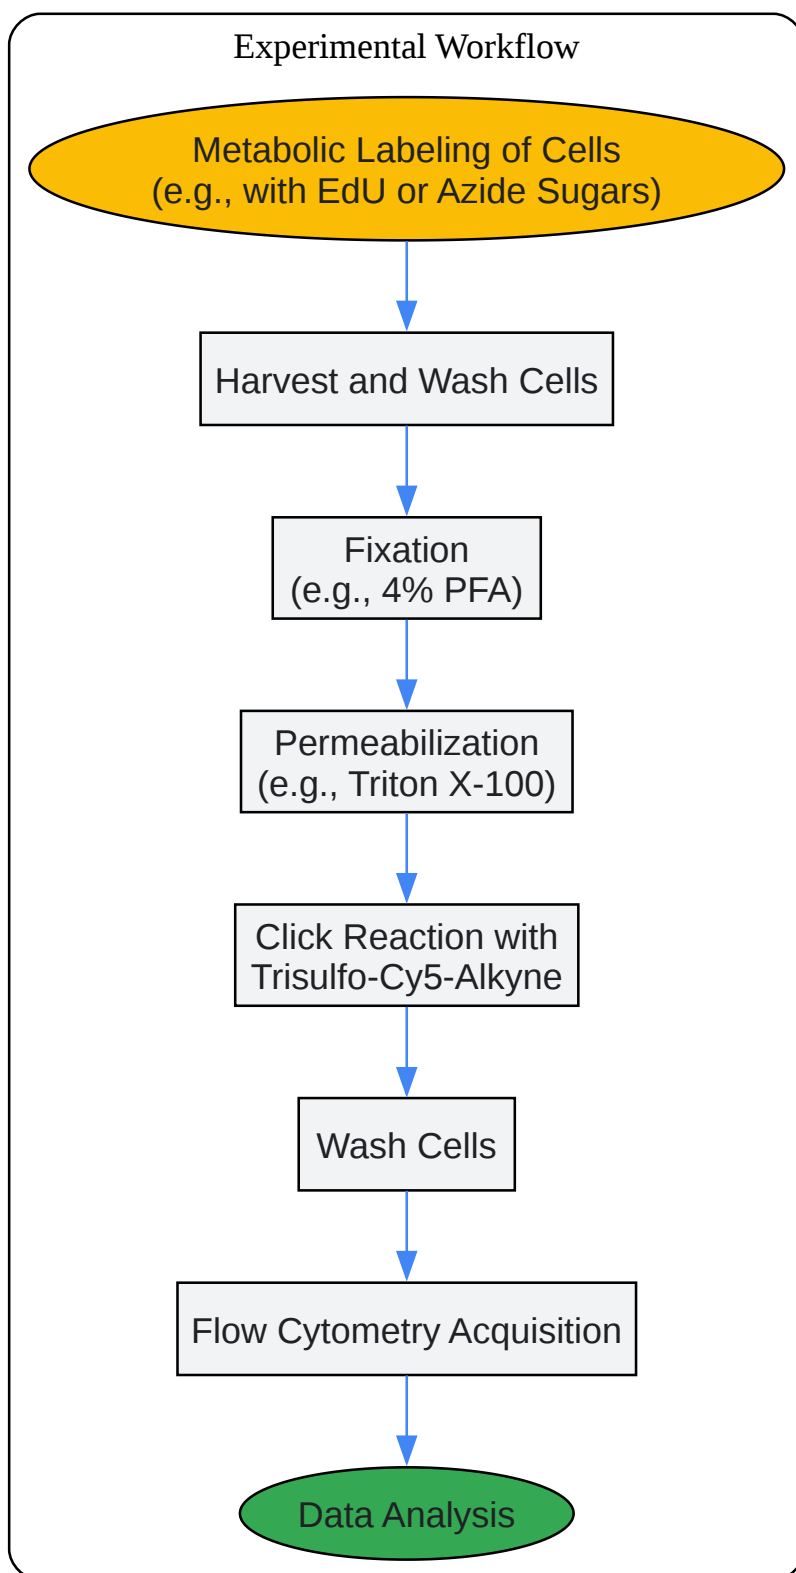 Experimental Workflow
Metabolic Labeling of Cells
(e.g., with EdU or Azide Sugars)
Harvest and Wash Cells
Fixation
(e.g., 4% PFA)
Permeabilization
(e.g., Triton X-100)
Click Reaction with
Trisulfo-Cy5-Alkyne
Wash Cells
Flow Cytometry Acquisition
Data Analysis